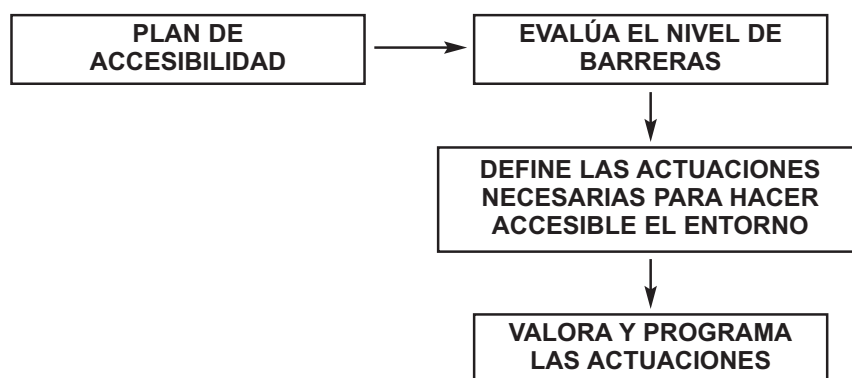 PLAN DE
ACCESIBILIDAD
EVALÚA EL NIVEL DE
BARRERAS
DEFINE LAS ACTUACIONES
NECESARIAS PARA HACER
ACCESIBLE EL ENTORNO
VALORA Y PROGRAMA
LAS ACTUACIONES